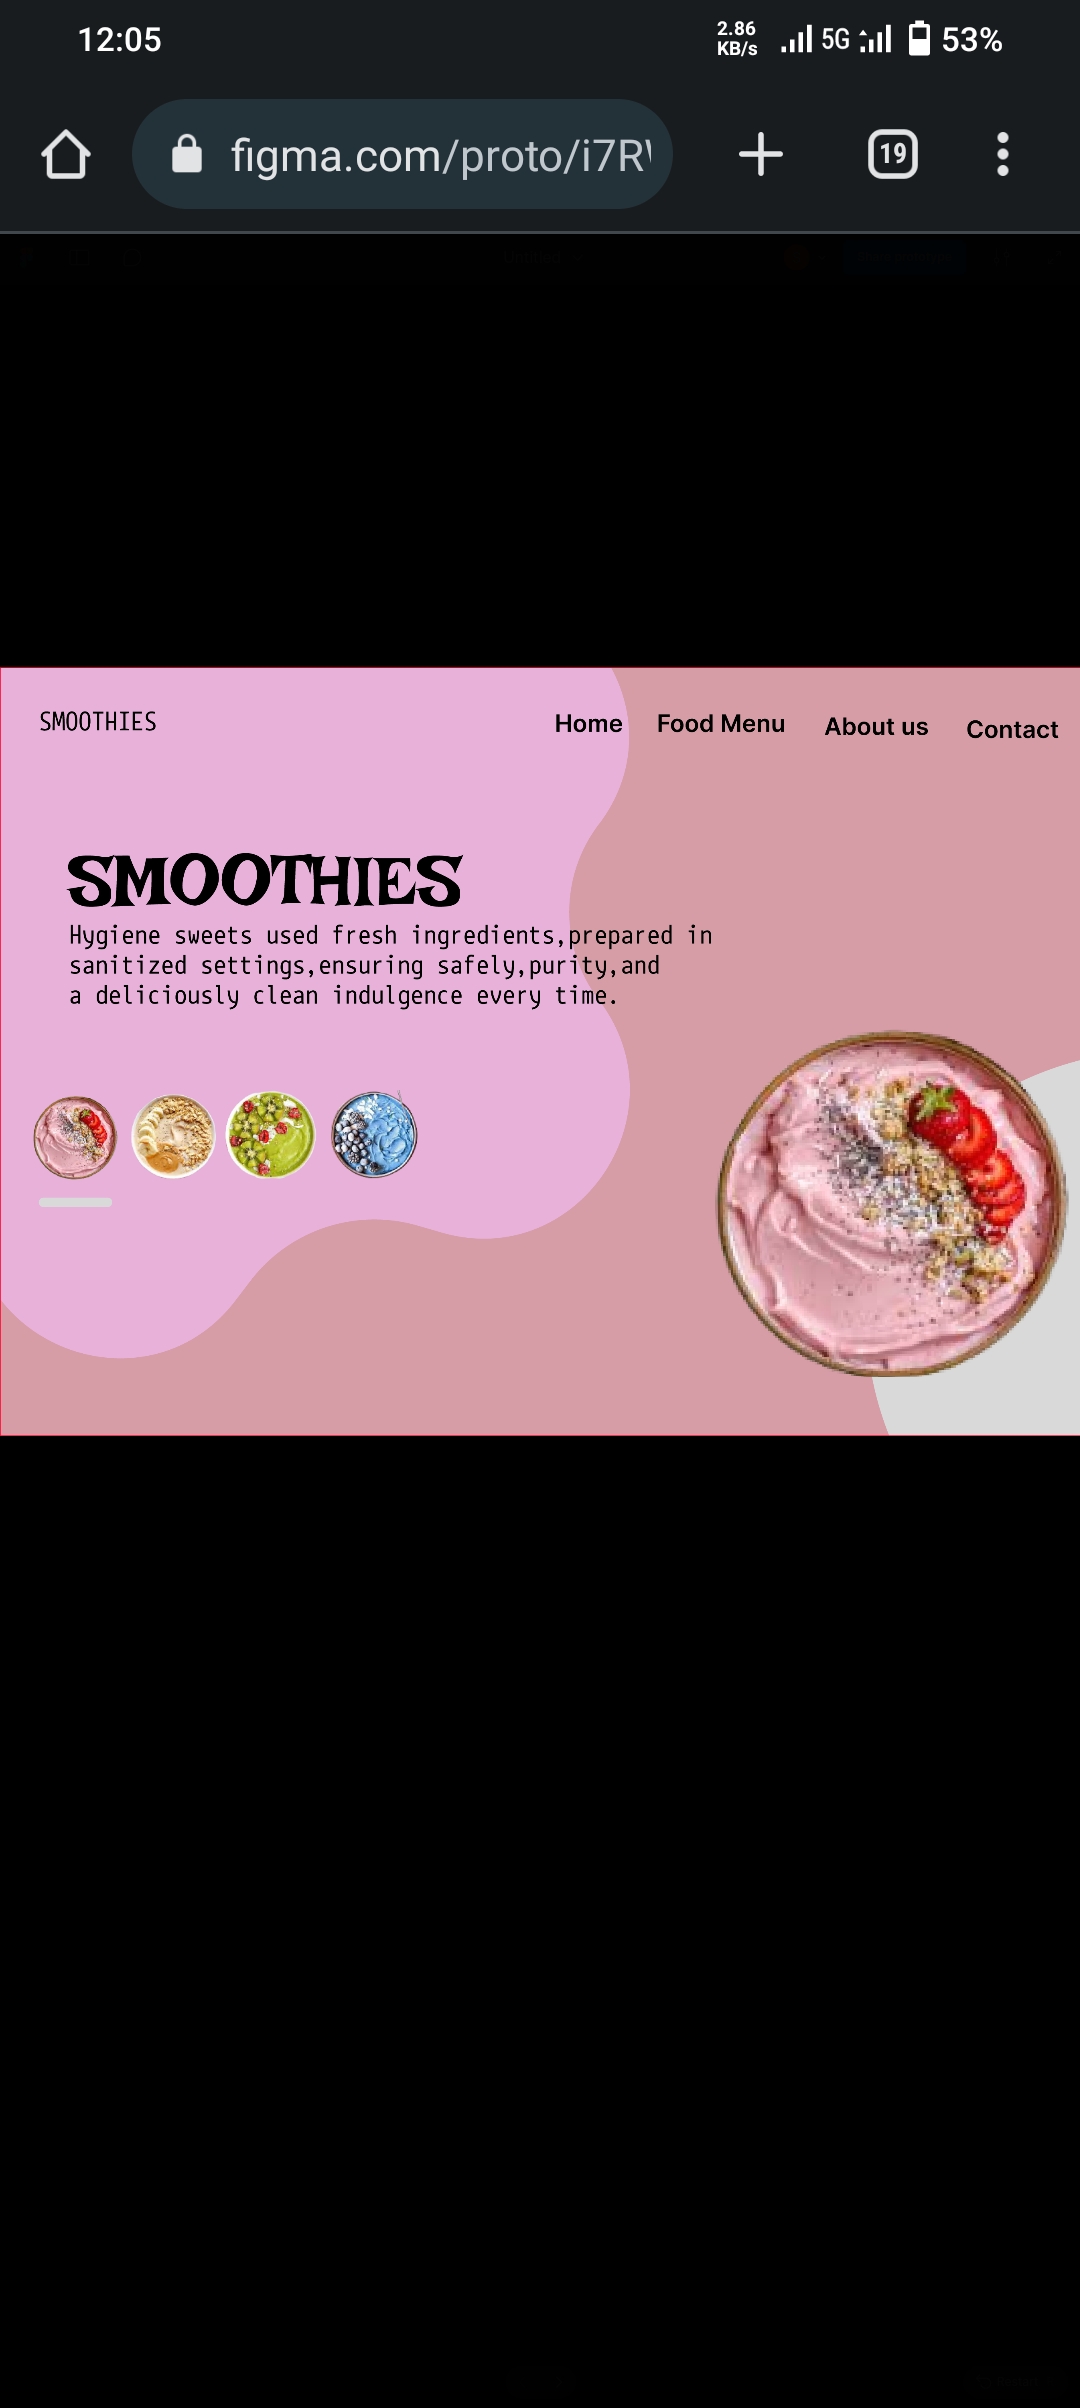 12:05
2.86
KB/s
5G
53%
figma.com/proto/i7R
19
Untitled
SMOOTHIES
Home
Food Menu
About us
Contact
SMOOTHIES
Hygiene sweets used fresh ingredients,prepared in
sanitized settings,ensuring safely,purity,and
a deliciously clean indulgence every time.